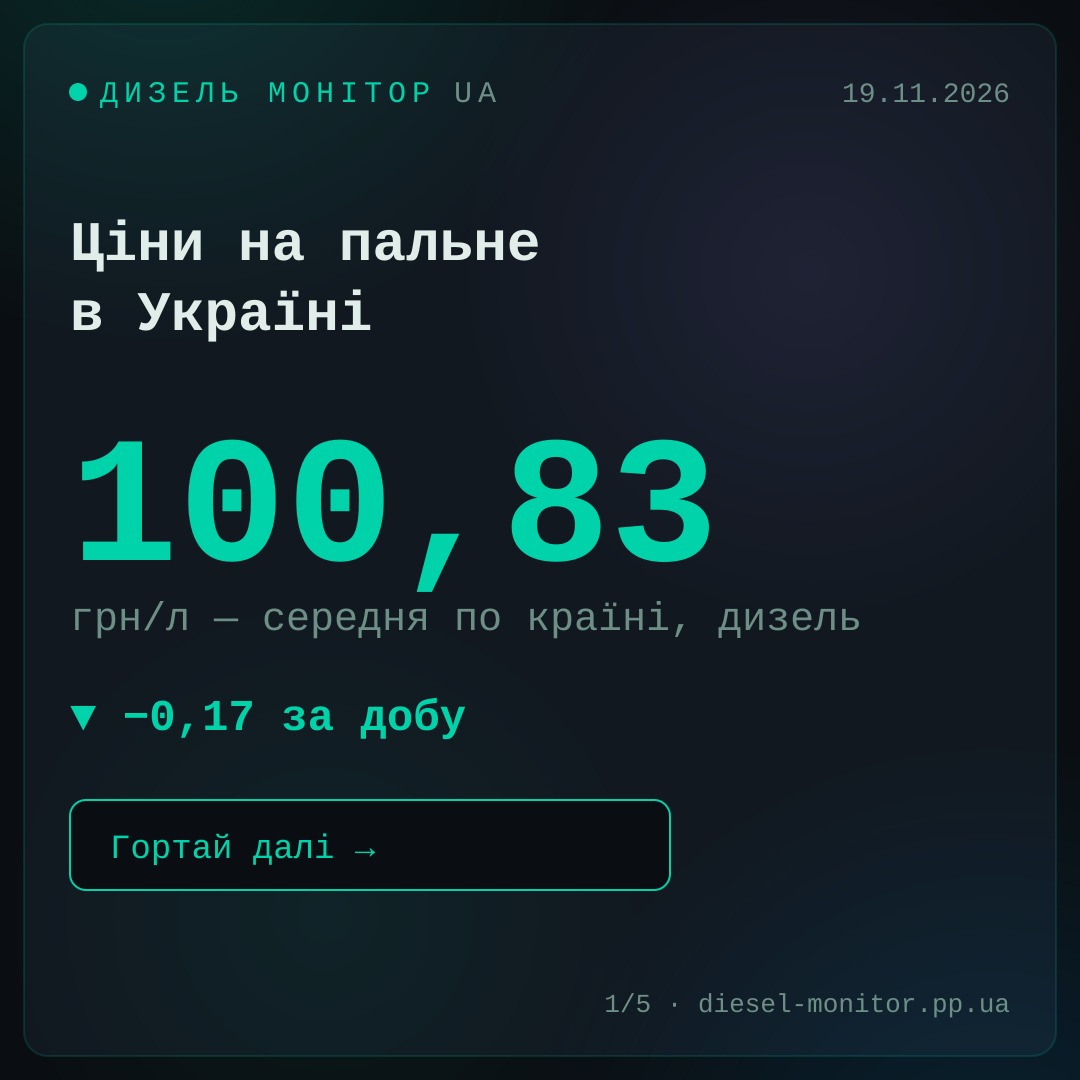 ДИЗЕЛЬ МОНІТОР UA
19.11.2026
Ціни на пальне
в Україні
100,83
грн/л — середня по країні, дизель
▼ −0,17 за добу
Гортай далі →
1/5 · diesel-monitor.pp.ua